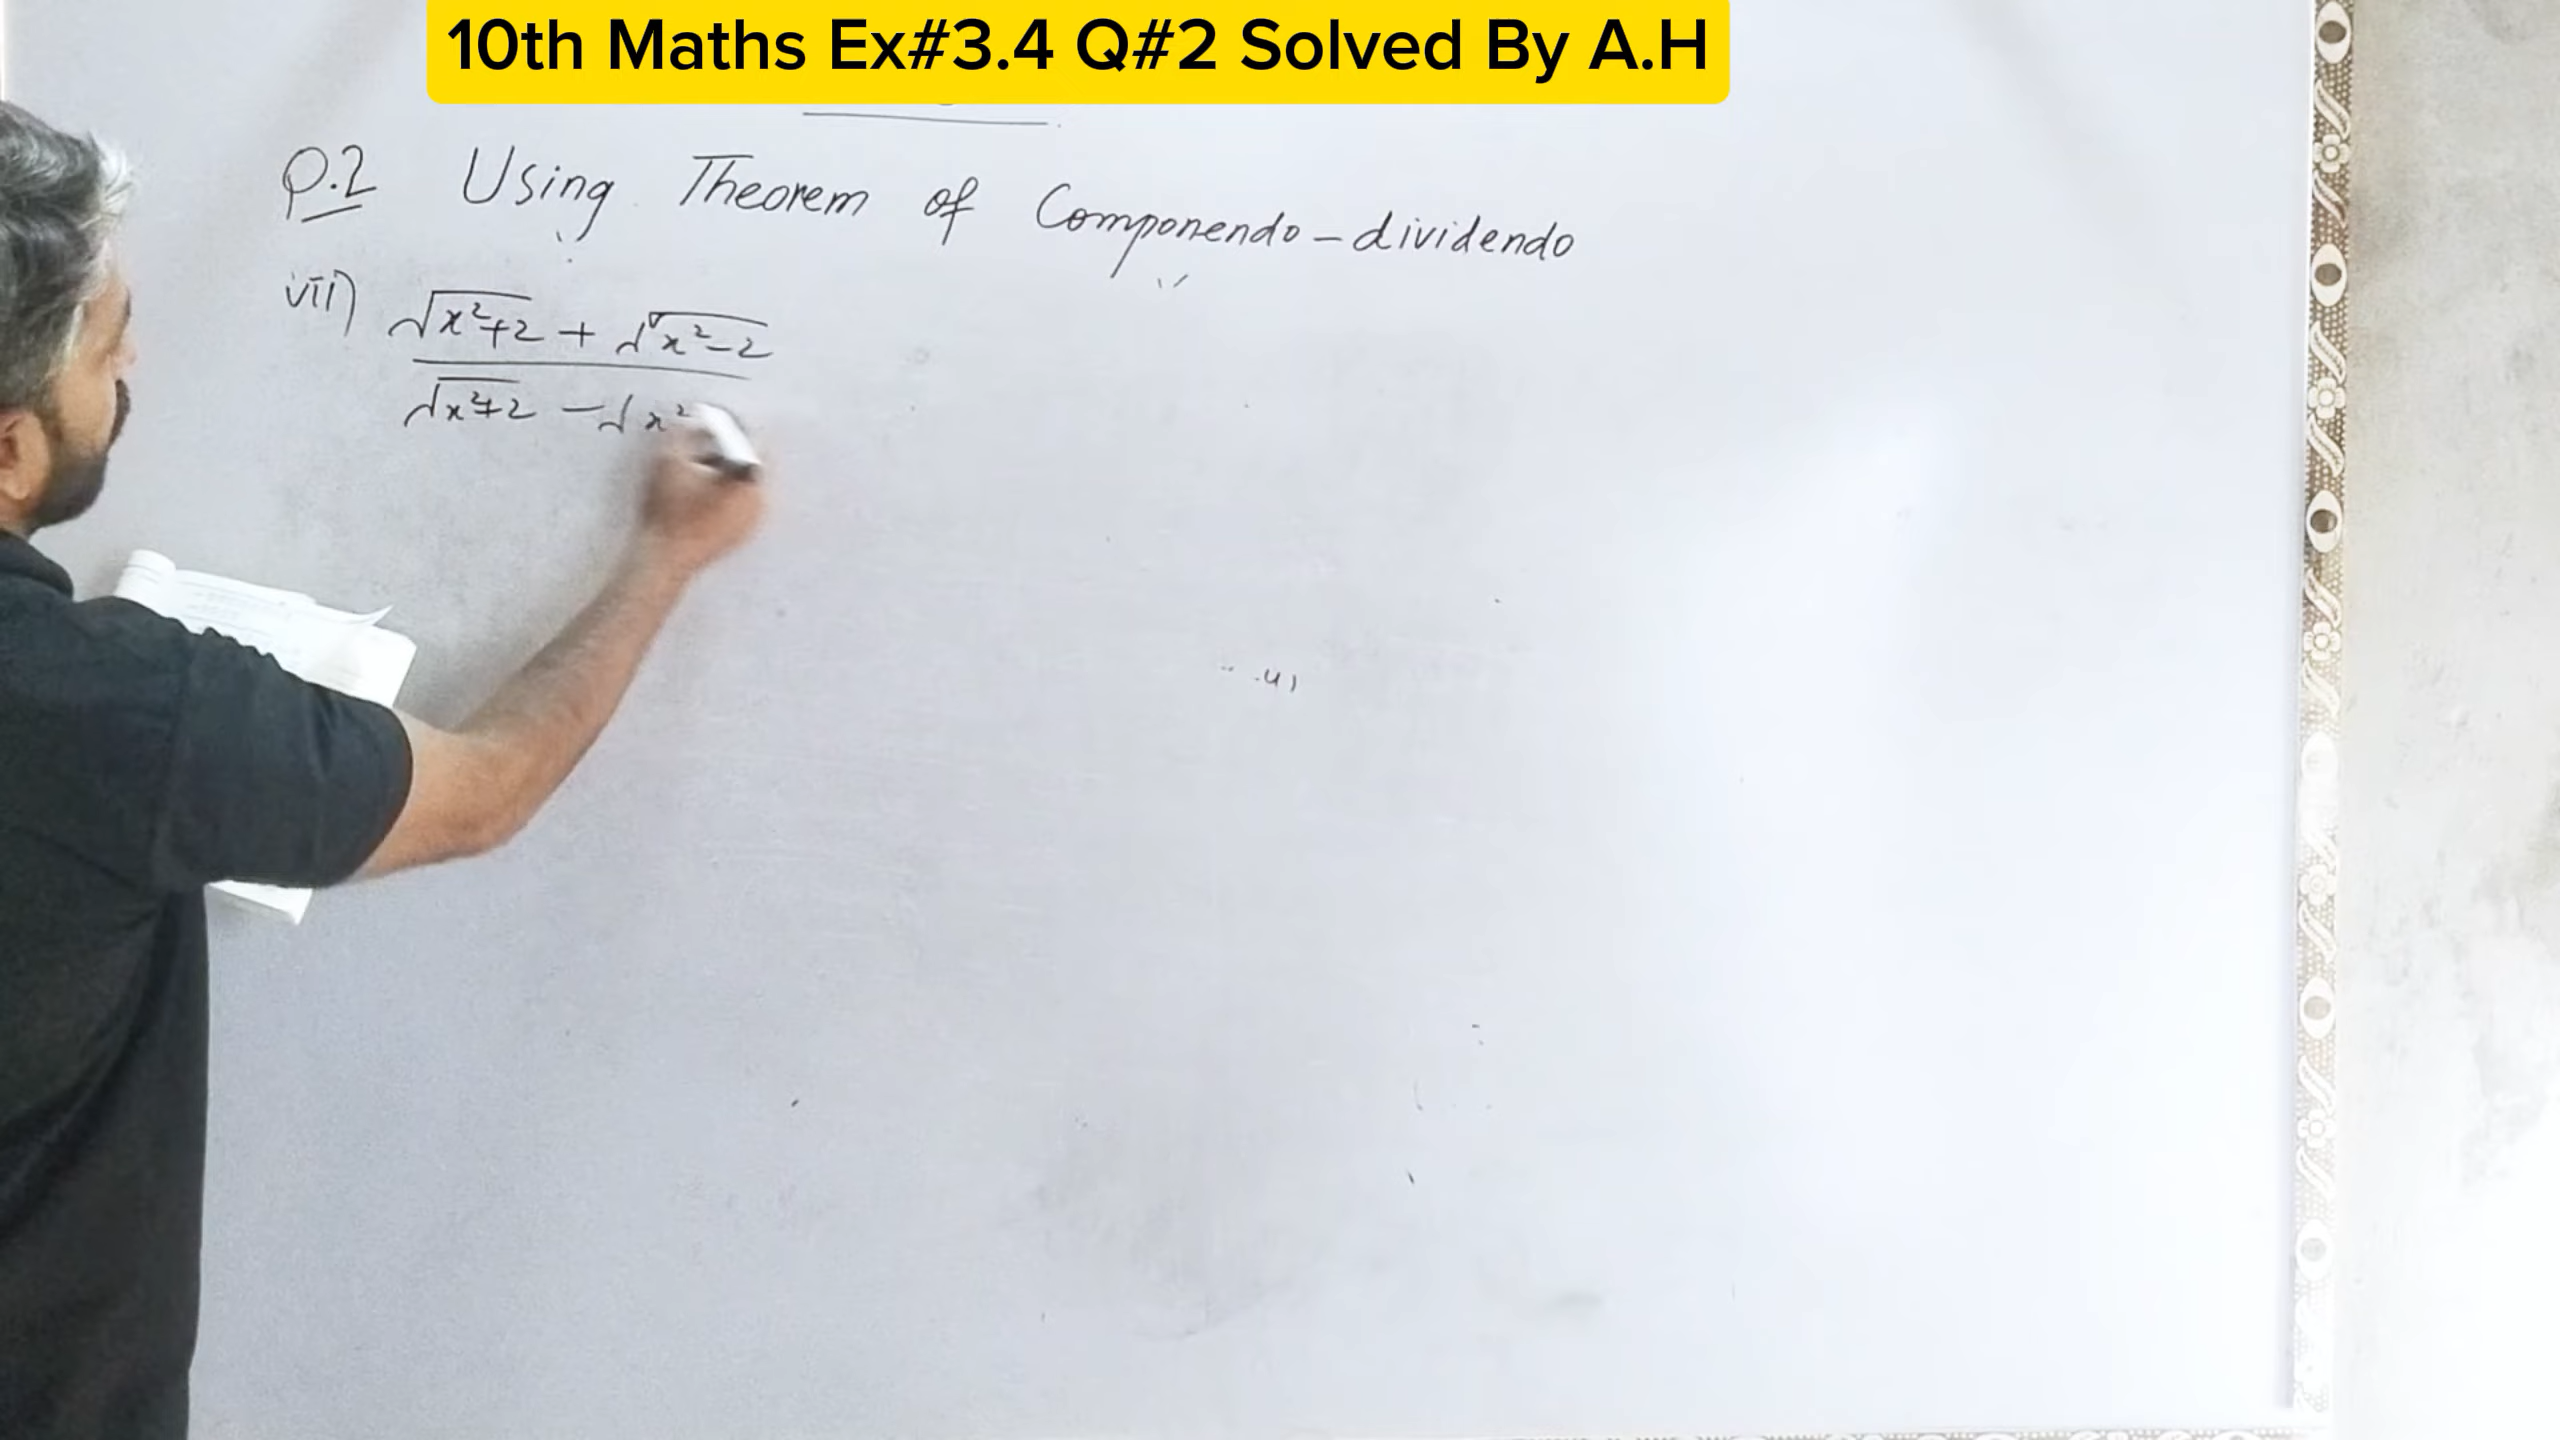 10th Maths Ex#3.4 Q#2 Solved By A.H
Q.2 Using Theorem of Componendo-dividendo
vii) √x²+2 + √x²-2
√x²+2 - √x²